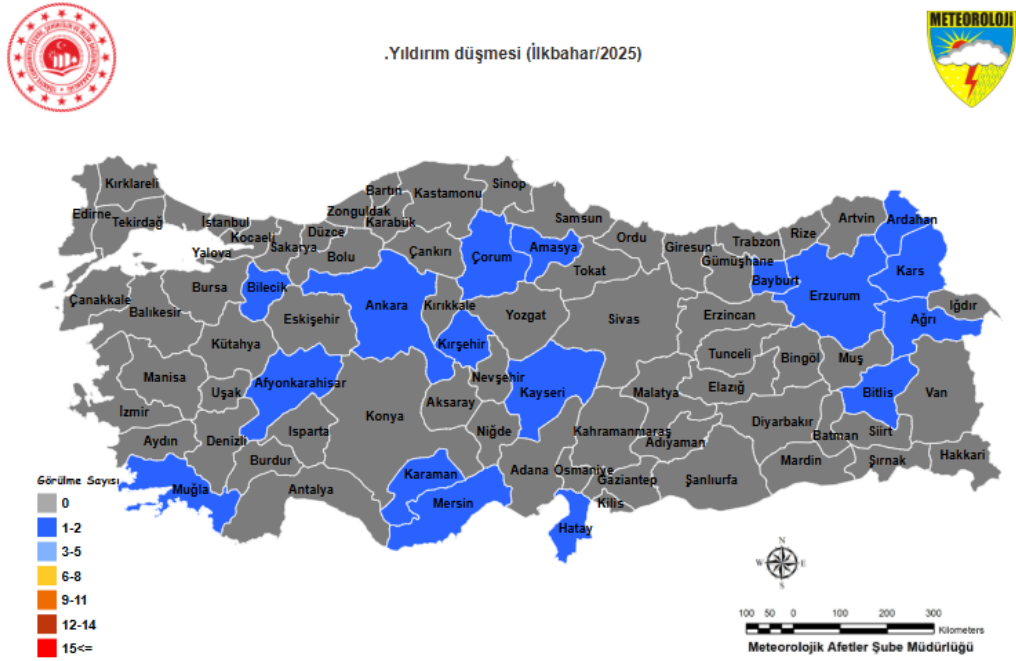 METEOROLOJİ
.Yıldırım düşmesi (İlkbahar/2025)
Kırklareli
Edirne
Tekirdağ
İstanbul
Kocaeli
Yalova
Sakarya
Düzce
Zonguldak
Bartın
Karabük
Kastamonu
Sinop
Samsun
Ordu
Giresun
Trabzon
Gümüşhane
Rize
Artvin
Ardahan
Bolu
Çankırı
Çorum
Amasya
Tokat
Bayburt
Kars
Erzurum
Iğdır
Ağrı
Çanakkale
Balıkesir
Bursa
Bilecik
Eskişehir
Ankara
Kırıkkale
Yozgat
Sivas
Erzincan
Kütahya
Kırşehir
Tunceli
Bingöl
Muş
Manisa
Uşak
Afyonkarahisar
Nevşehir
Kayseri
Malatya
Elazığ
Bitlis
Van
İzmir
Konya
Aksaray
Aydın
Denizli
Isparta
Niğde
Kahramanmaraş
Adıyaman
Diyarbakır
Batman
Siirt
Burdur
Mardin
Şırnak
Hakkari
Muğla
Antalya
Karaman
Mersin
Adana
Osmaniye
Gaziantep
Kilis
Şanlıurfa
Hatay
Görülme Sayısı
0
1-2
3-5
6-8
9-11
12-14
15<=
N
W E
S
100 50 0 100 200 300
Kilometers
Meteorolojik Afetler Şube Müdürlüğü